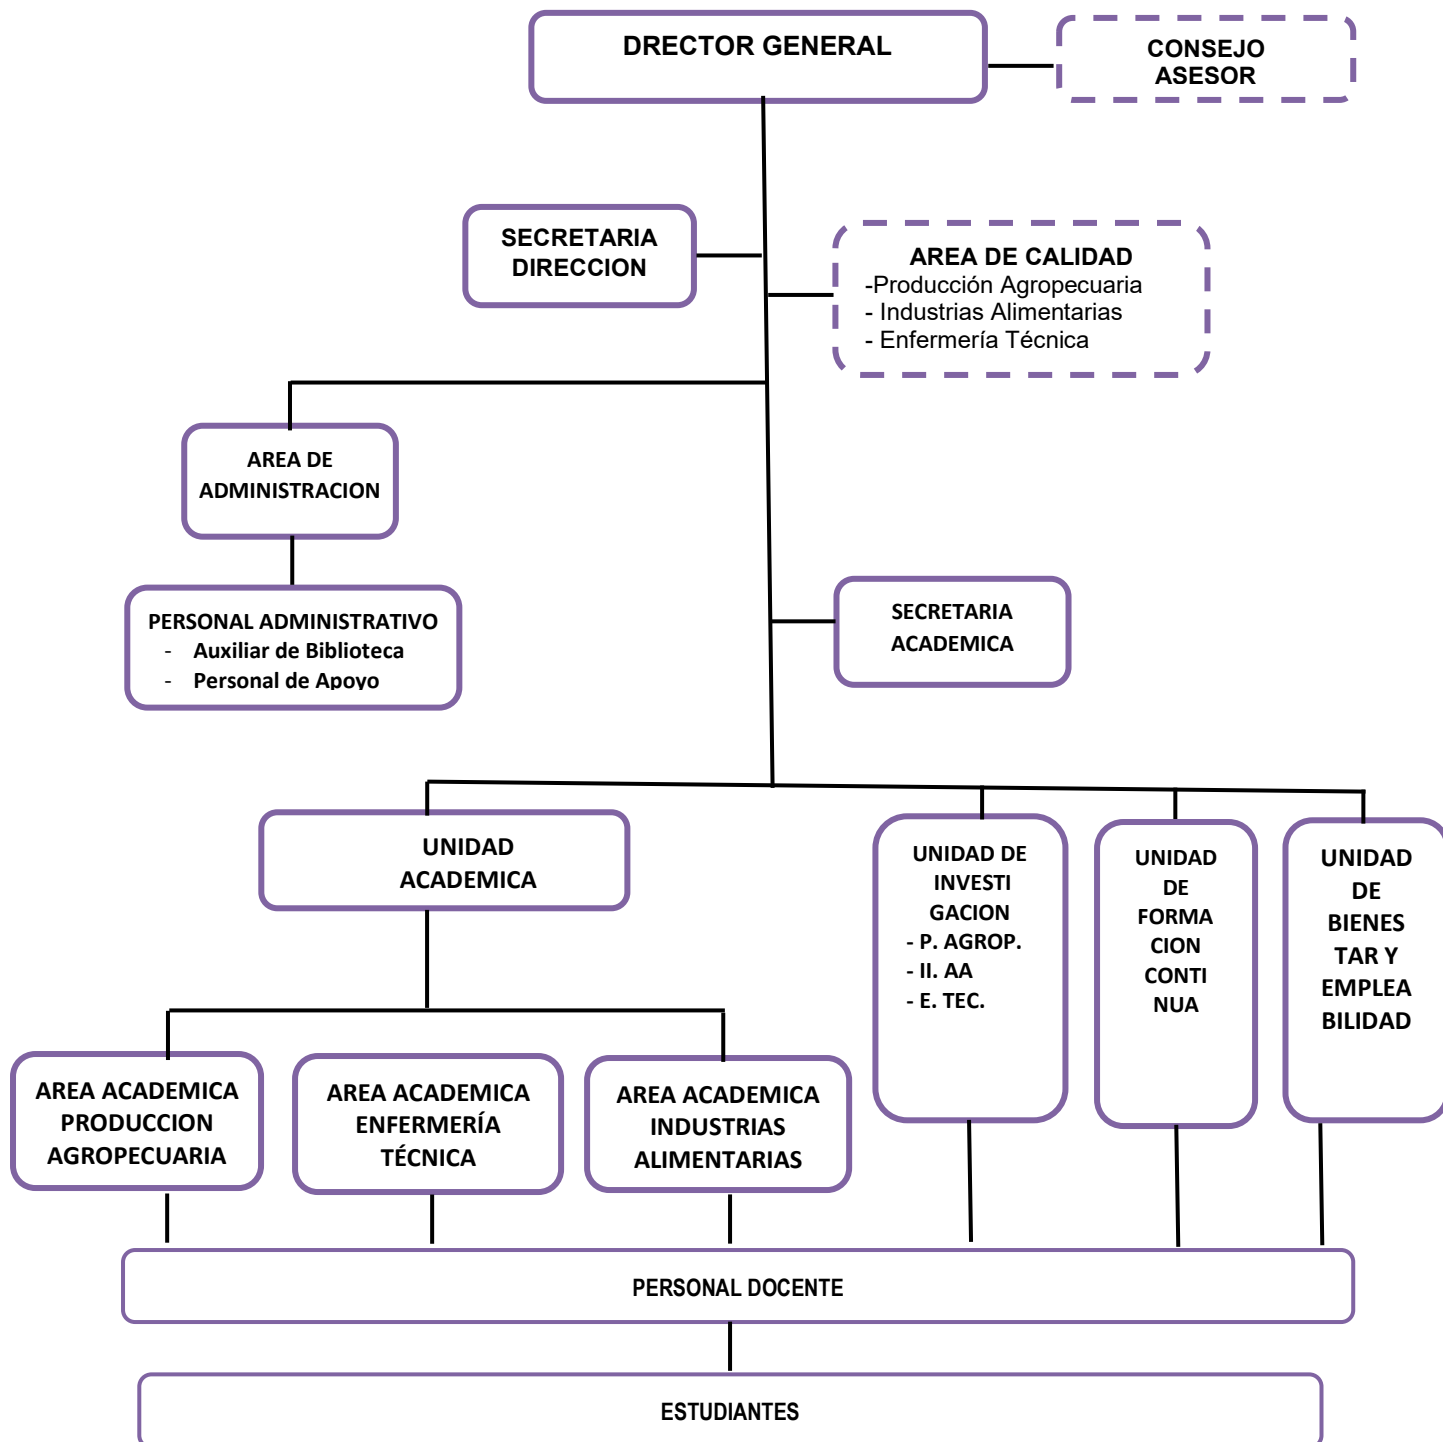 DRECTOR GENERAL
CONSEJO
ASESOR
SECRETARIA
DIRECCION
AREA DE CALIDAD
-Producción Agropecuaria
- Industrias Alimentarias
- Enfermería Técnica
AREA DE
ADMINISTRACION
PERSONAL ADMINISTRATIVO
- Auxiliar de Biblioteca
- Personal de Apoyo
SECRETARIA
ACADEMICA
UNIDAD
ACADEMICA
UNIDAD DE
INVESTI
GACION
- P. AGROP.
- II. AA
- E. TEC.
UNIDAD
DE
FORMA
CION
CONTI
NUA
UNIDAD
DE
BIENES
TAR Y
EMPLEA
BILIDAD
AREA ACADEMICA
PRODUCCION
AGROPECUARIA
AREA ACADEMICA
ENFERMERÍA
TÉCNICA
AREA ACADEMICA
INDUSTRIAS
ALIMENTARIAS
PERSONAL DOCENTE
ESTUDIANTES